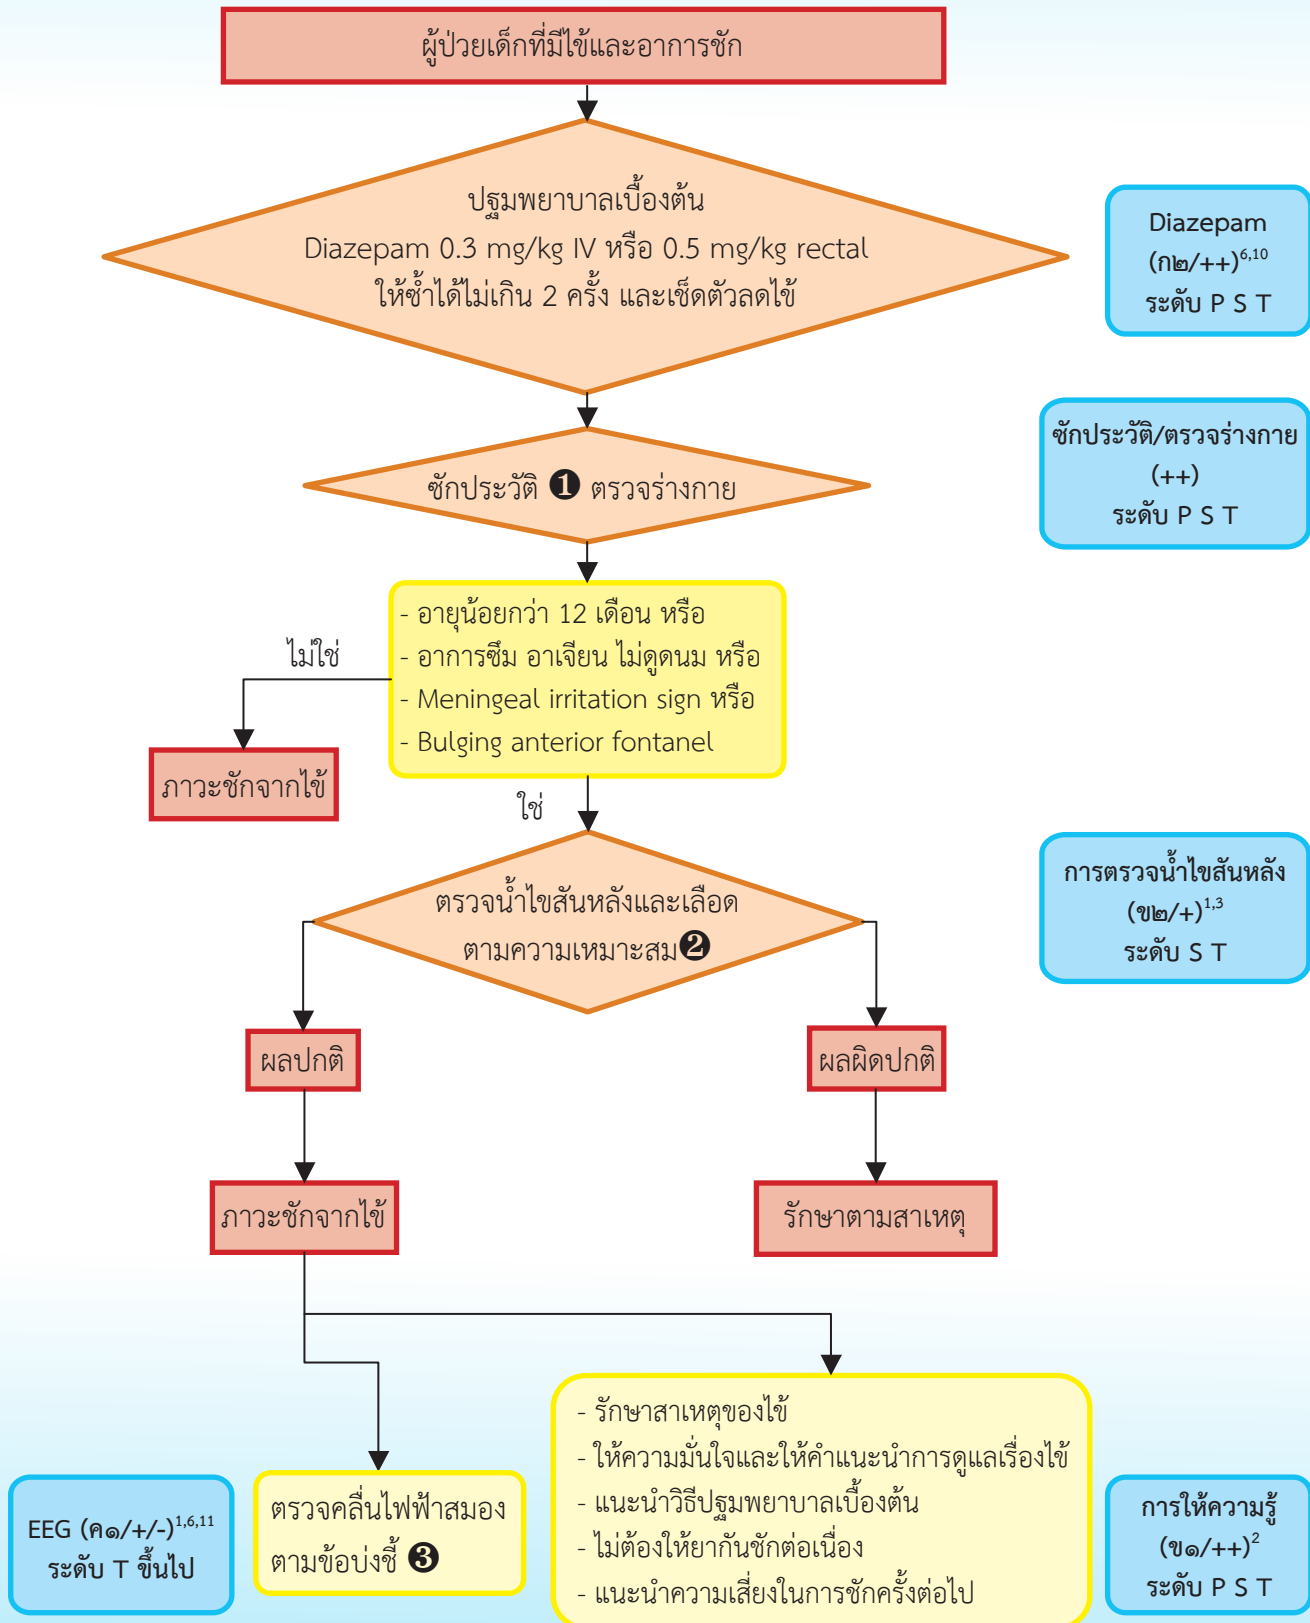 ผู้ป่วยเด็กที่มีไข้และอาการชัก
ปฐมพยาบาลเบื้องต้น
Diazepam 0.3 mg/kg IV หรือ 0.5 mg/kg rectal
ให้ซ้ำได้ไม่เกิน 2 ครั้ง และเช็ดตัวลดไข้
Diazepam
(ก๒/++)6,10
ระดับ P S T
ซักประวัติ ❶ ตรวจร่างกาย
ซักประวัติ/ตรวจร่างกาย
(++)
ระดับ P S T
- อายุน้อยกว่า 12 เดือน หรือ
- อาการซึม อาเจียน ไม่ดูดนม หรือ
- Meningeal irritation sign หรือ
- Bulging anterior fontanel
ไม่ใช่
ภาวะชักจากไข้
ใช่
ตรวจน้ำไขสันหลังและเลือด
ตามความเหมาะสม❷
การตรวจน้ำไขสันหลัง
(ข๒/+)1,3
ระดับ S T
ผลปกติ
ผลผิดปกติ
ภาวะชักจากไข้
รักษาตามสาเหตุ
EEG (ค๑/+/-)1,6,11
ระดับ T ขึ้นไป
ตรวจคลื่นไฟฟ้าสมอง
ตามข้อบ่งชี้ ❸
- รักษาสาเหตุของไข้
- ให้ความมั่นใจและให้คำแนะนำการดูแลเรื่องไข้
- แนะนำวิธีปฐมพยาบาลเบื้องต้น
- ไม่ต้องให้ยากันชักต่อเนื่อง
- แนะนำความเสี่ยงในการชักครั้งต่อไป
การให้ความรู้
(ข๑/++)2
ระดับ P S T